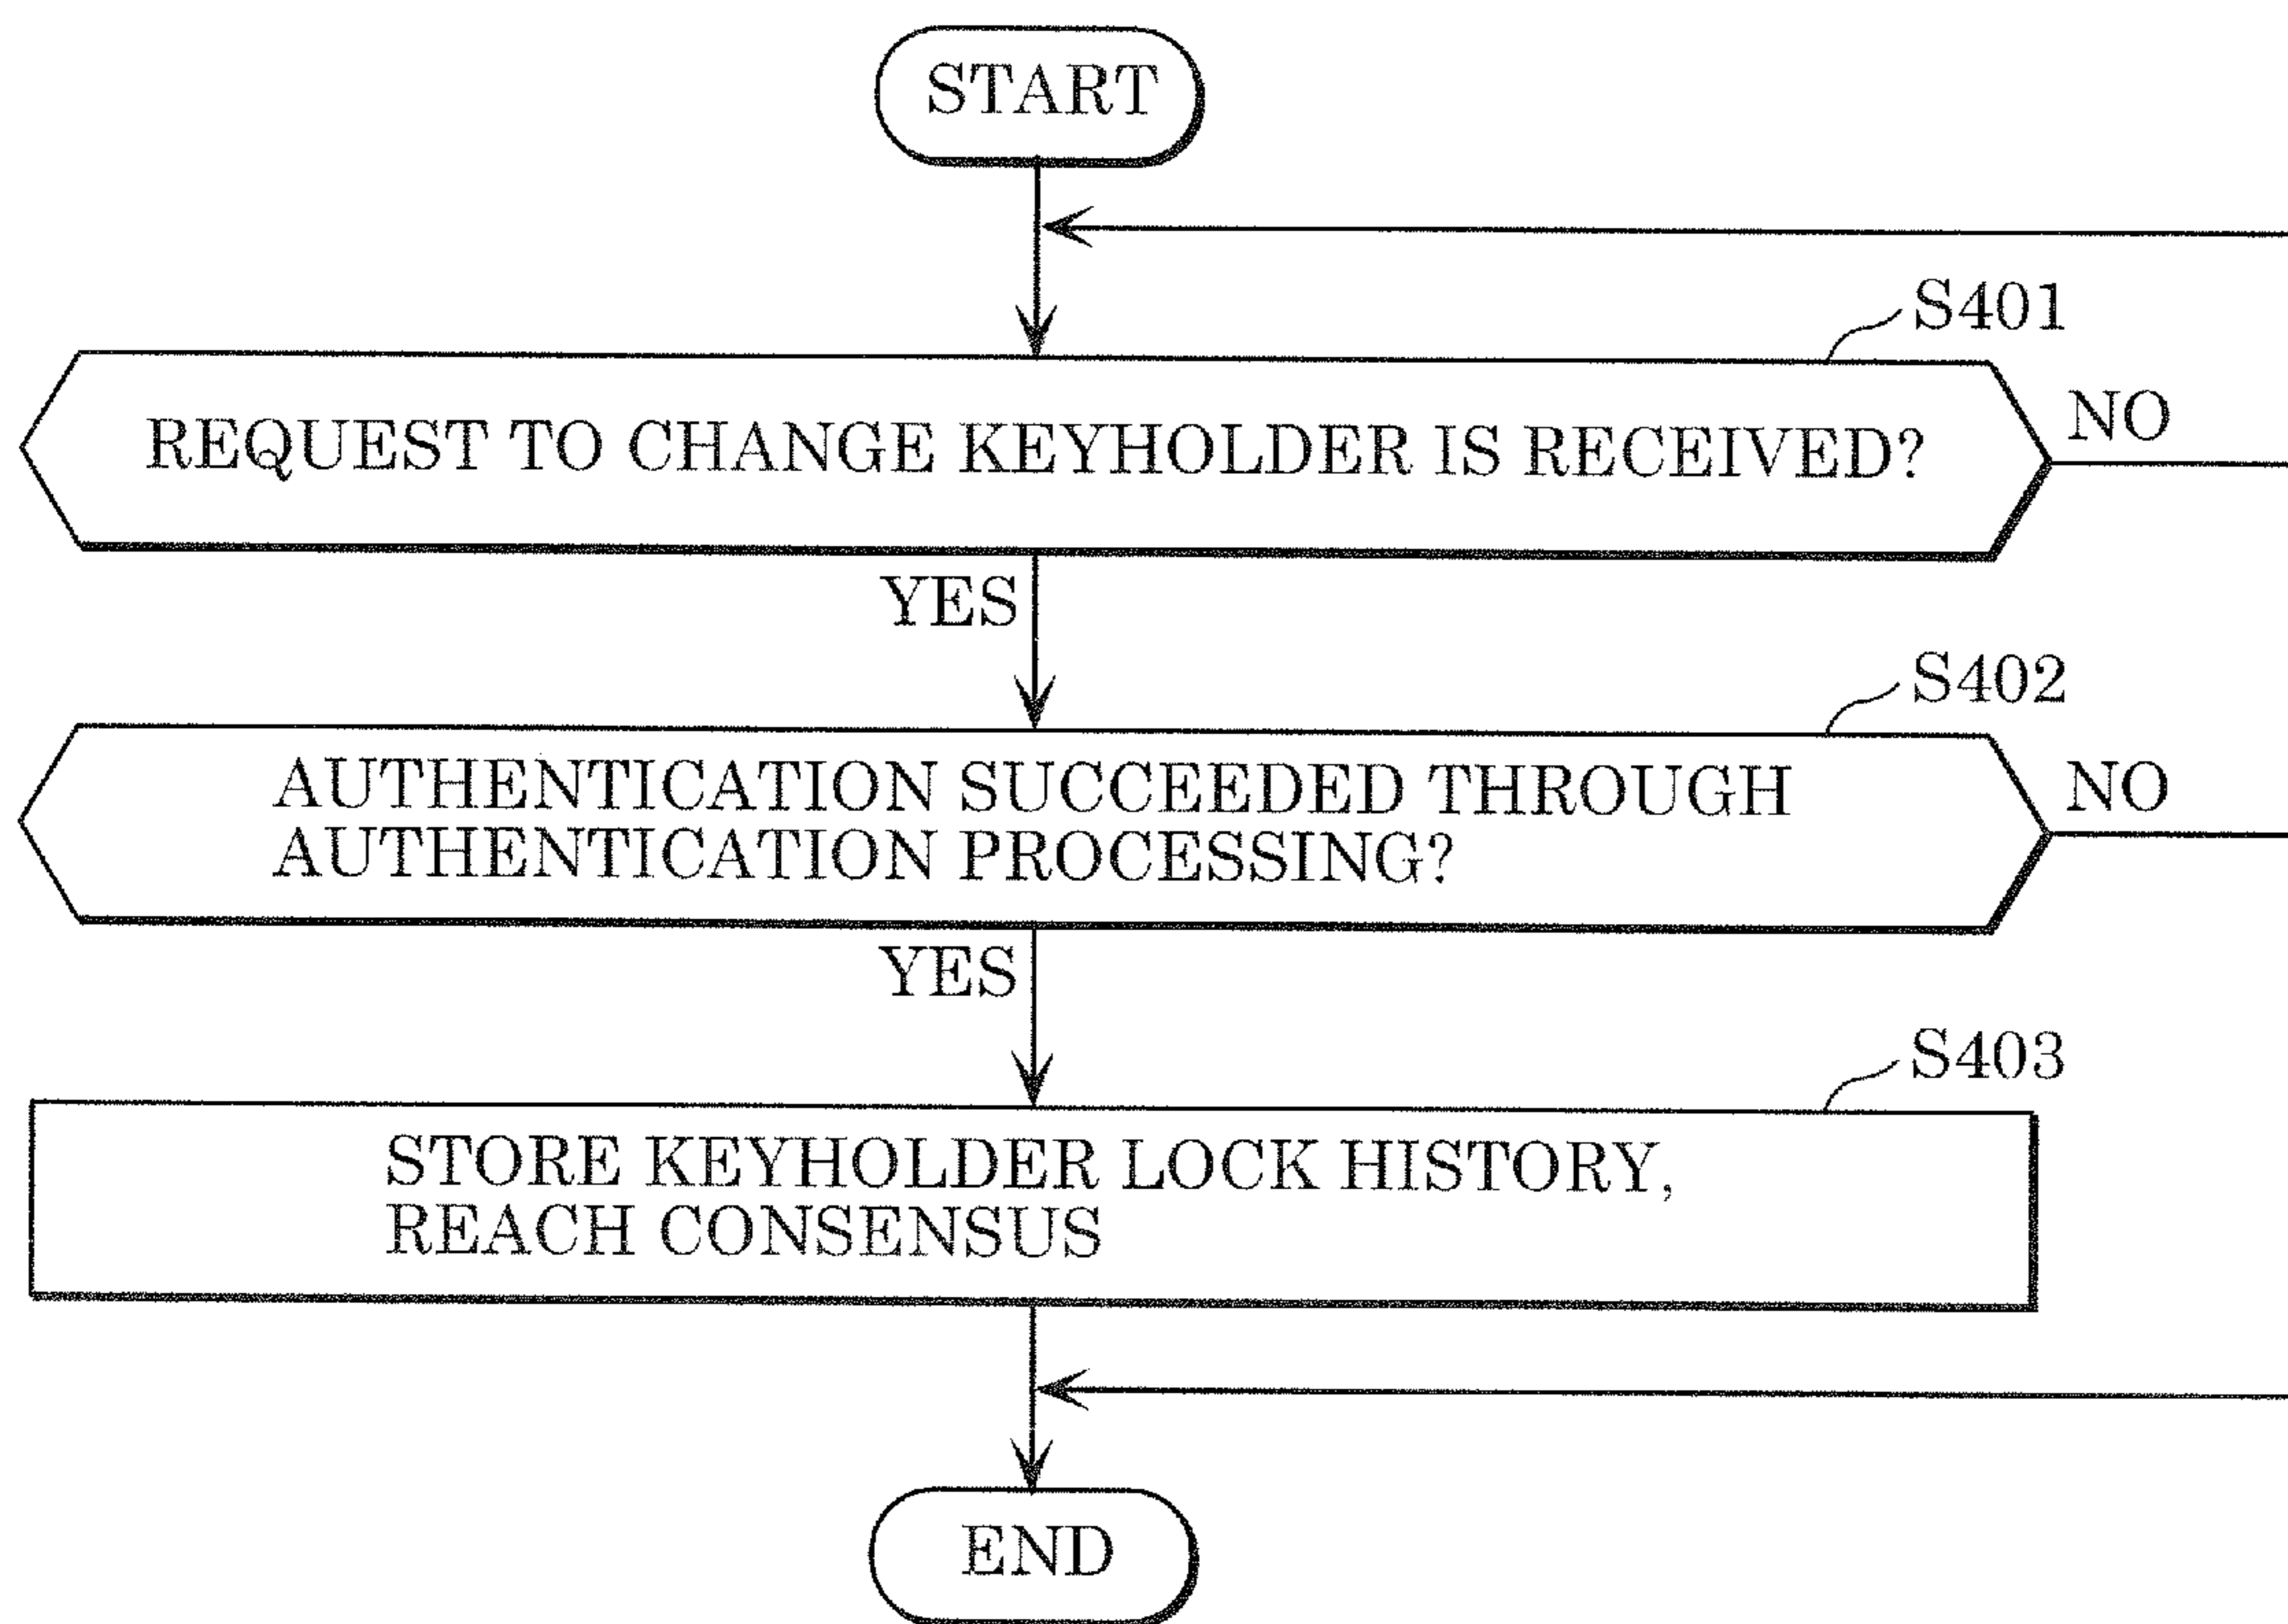 START
S401
REQUEST TO CHANGE KEYHOLDER IS RECEIVED?
NO
YES
S402
AUTHENTICATION SUCCEEDED THROUGH
AUTHENTICATION PROCESSING?
NO
YES
S403
STORE KEYHOLDER LOCK HISTORY,
REACH CONSENSUS
END